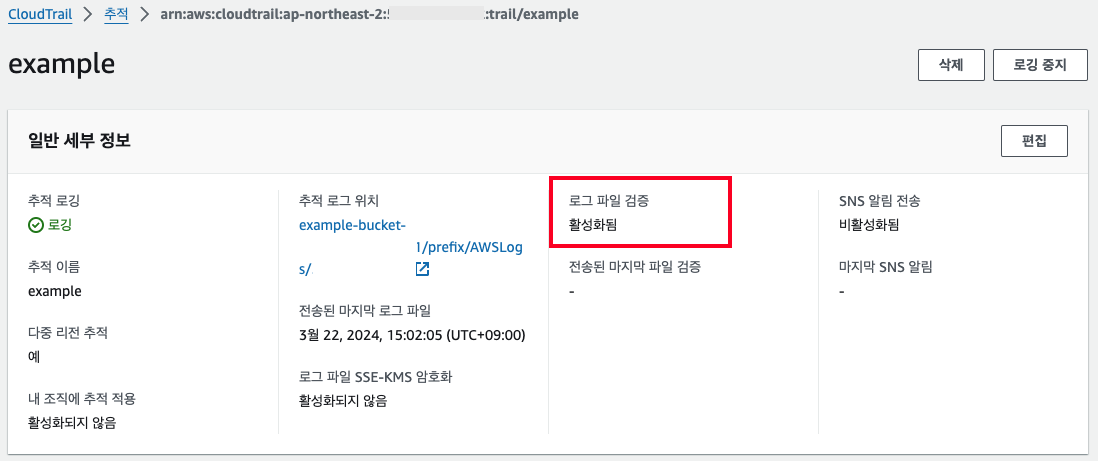 CloudTrail > 추적 > arn:aws:cloudtrail:ap-northeast-2: :trail/example
example
삭제
로깅 중지
일반 세부 정보
편집
추적 로깅
로깅
추적 이름
example
다중 리전 추적
예
내 조직에 추적 적용
활성화되지 않음
추적 로그 위치
example-bucket-
1/prefix/AWSLog
s/
전송된 마지막 로그 파일
3월 22, 2024, 15:02:05 (UTC+09:00)
로그 파일 SSE-KMS 암호화
활성화되지 않음
로그 파일 검증
활성화됨
전송된 마지막 파일 검증
-
SNS 알림 전송
비활성화됨
마지막 SNS 알림
-